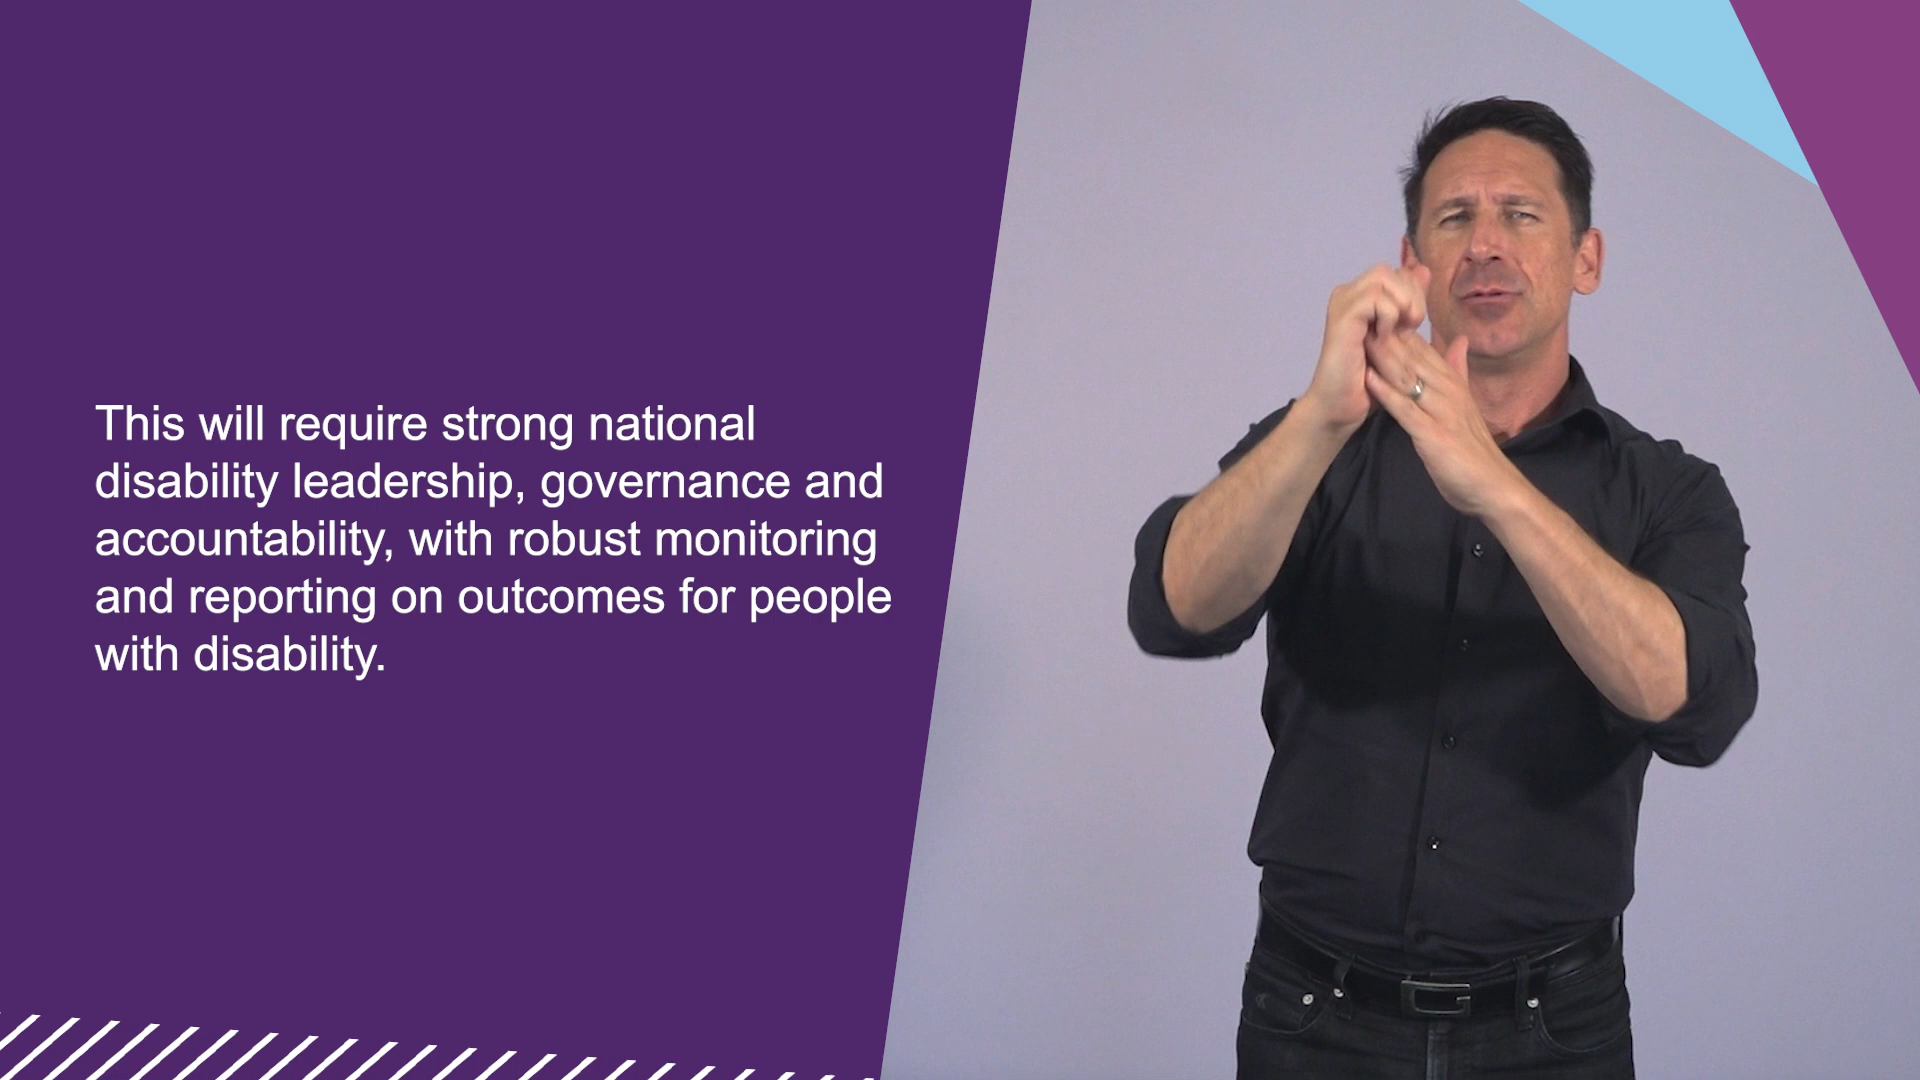 This will require strong national
disability leadership, governance and
accountability, with robust monitoring
and reporting on outcomes for people
with disability.